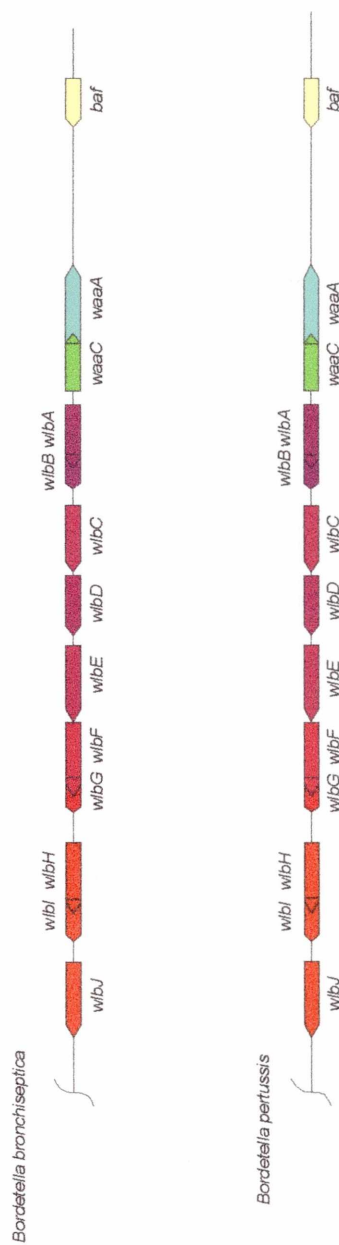 Bordetella bronchiseptica
wlbJ
wlbI wlbH
wlbG wlbF
wlbE
wlbD
wlbC
wlbB wlbA
waaC
waaA
baf
Bordetella pertussis
wlbJ
wlbI wlbH
wlbG wlbF
wlbE
wlbD
wlbC
wlbB wlbA
waaC
waaA
baf